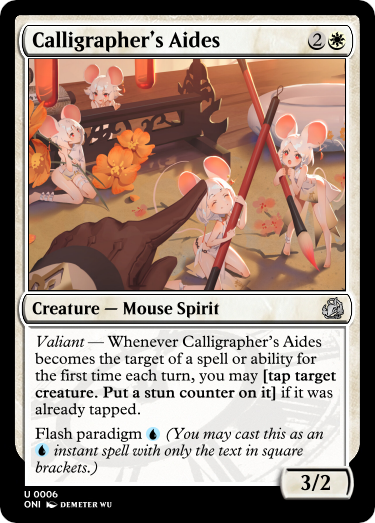 Calligrapher's Aides 2
Creature — Mouse Spirit
Valiant — Whenever Calligrapher's Aides
becomes the target of a spell or ability for
the first time each turn, you may [tap target
creature. Put a stun counter on it] if it was
already tapped.
Flash paradigm (You may cast this as an
instant spell with only the text in square
brackets.)
3/2
U 0006
ONI DEMETER WU